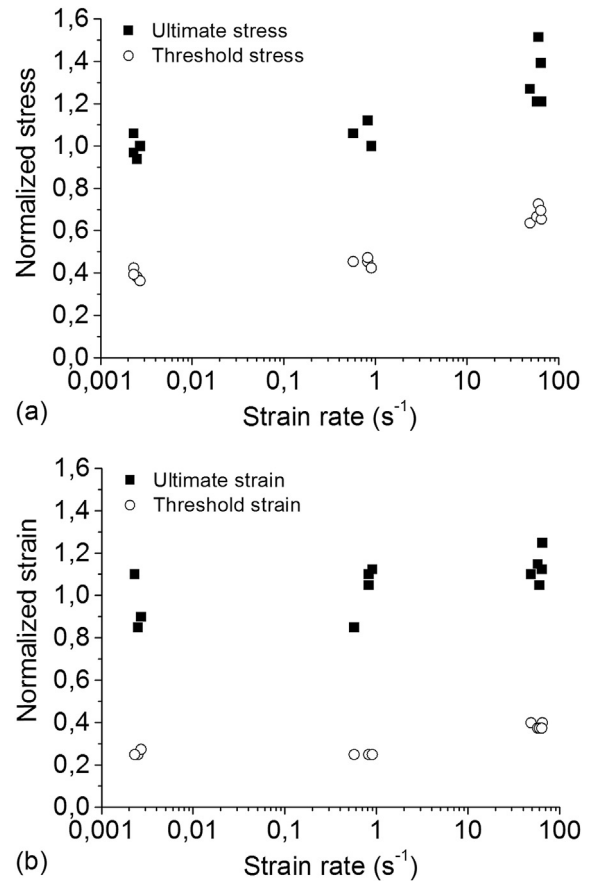 1,6
Ultimate stress
1,4
Threshold stress
1,2
1,0
0,8
0,6
0,4
0,2
0,0
Normalized stress
0,001 0,01 0,1 1 10 100
(a) Strain rate (s-1)
1,6
Ultimate strain
1,4
Threshold strain
1,2
1,0
0,8
0,6
0,4
0,2
0,0
Normalized strain
0,001 0,01 0,1 1 10 100
(b) Strain rate (s-1)